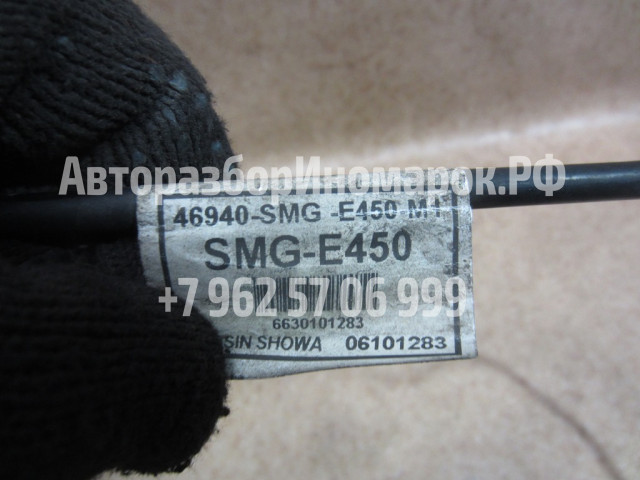 АвторазборИномарок.РФ
46940-SMG -E450-M1
SMG-E450
+7 962 57 06 999
6630101283
SIN SHOWA 06101283